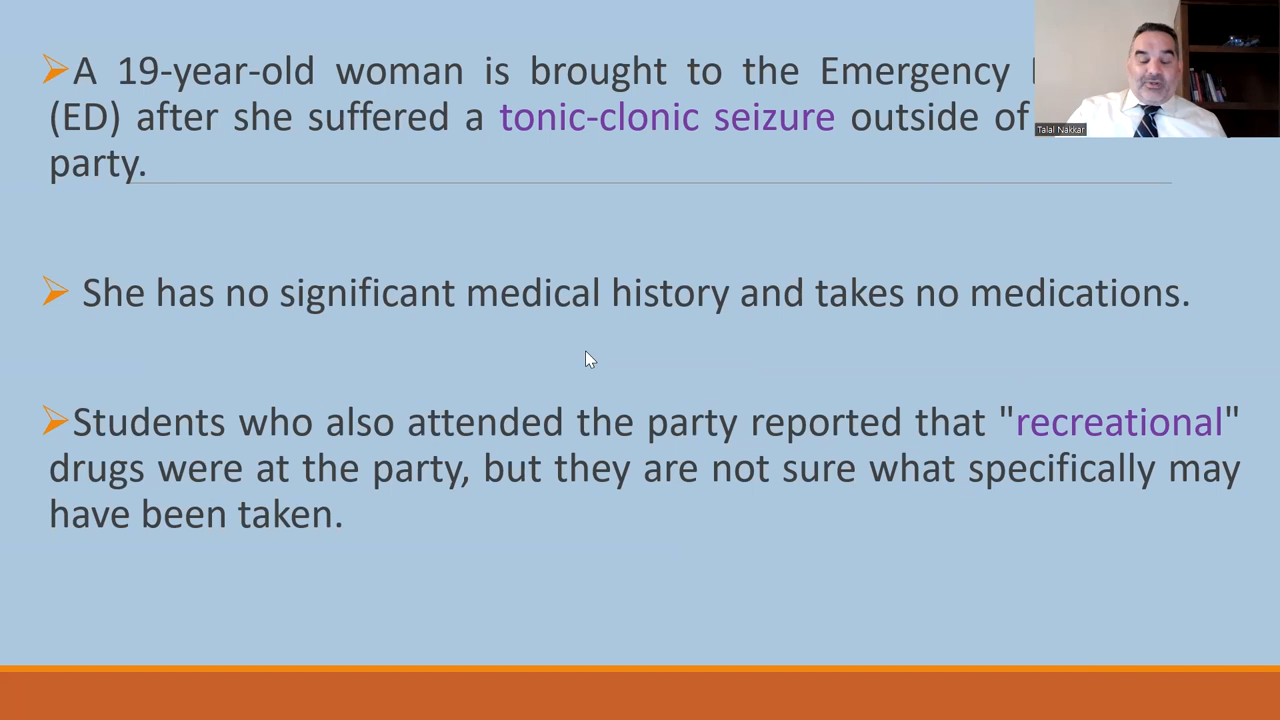 A 19-year-old woman is brought to the Emergency
(ED) after she suffered a tonic-clonic seizure outside of
party.
She has no significant medical history and takes no medications.
Students who also attended the party reported that "recreational"
drugs were at the party, but they are not sure what specifically may
have been taken.
Talal Nakkar